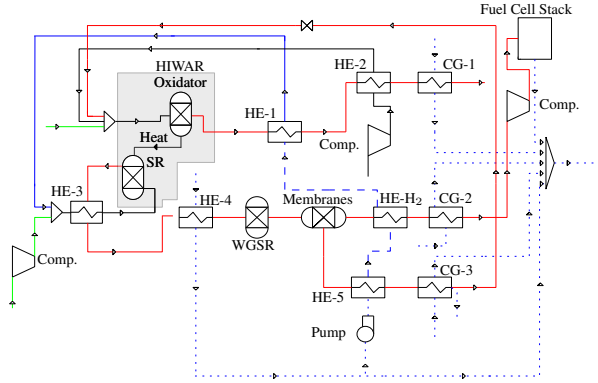 Fuel Cell Stack
HIWAR
Oxidator
HE-2
CG-1
HE-1
Comp.
Comp.
Heat
SR
HE-3
HE-4
Membranes
HE-H₂
CG-2
WGSR
Comp.
HE-5
CG-3
Pump